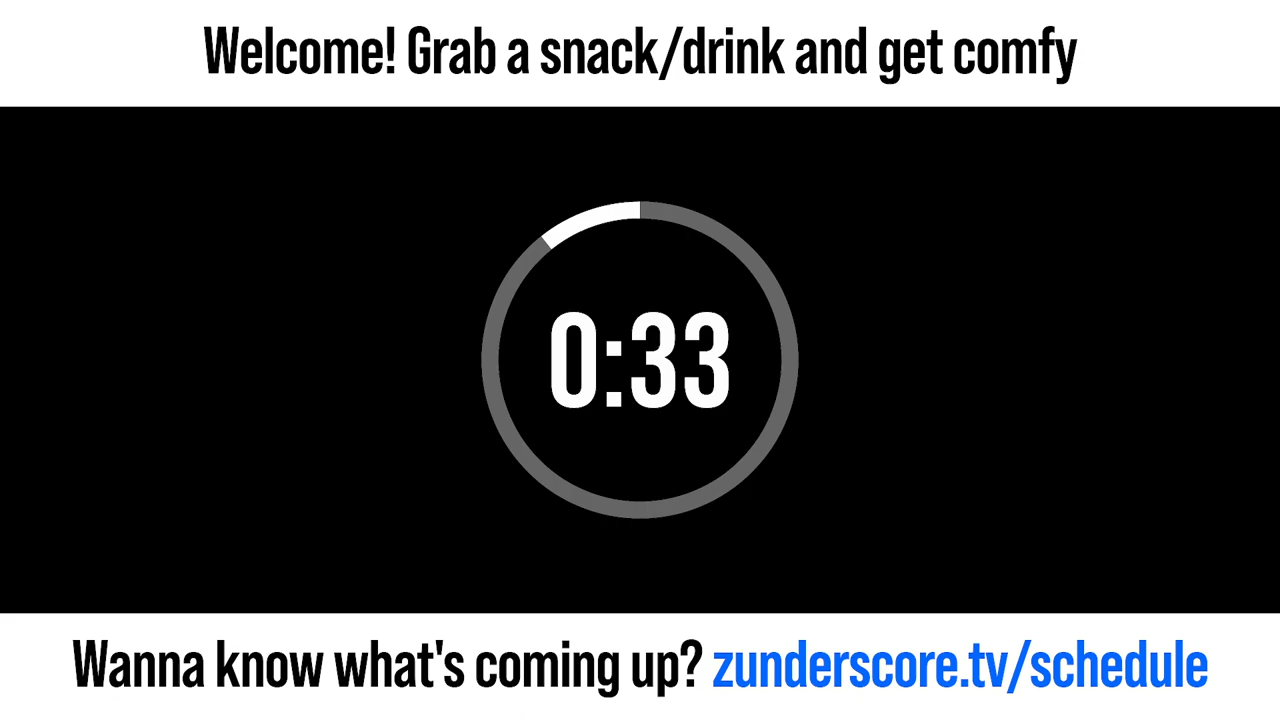 Welcome! Grab a snack/drink and get comfy
0:33
Wanna know what's coming up? zunderscore.tv/schedule